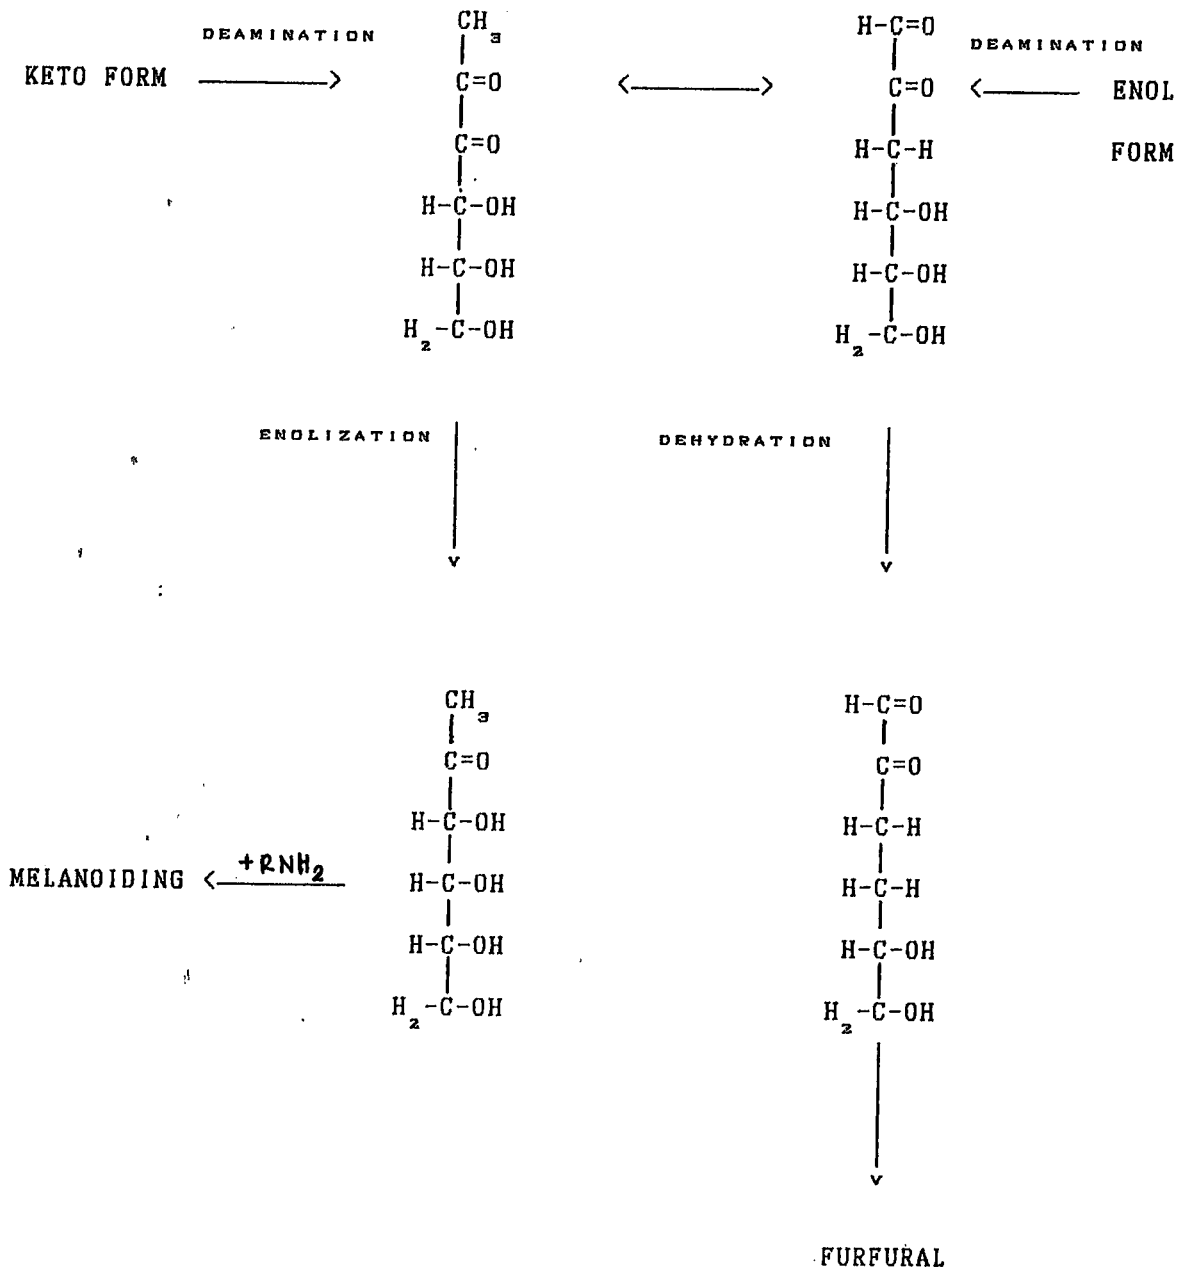 DEAMINATION
KETO FORM
CH3
C=O
C=O
H-C-OH
H-C-OH
H2-C-OH
H-C=O
C=O
H-C-H
H-C-OH
H-C-OH
H2-C-OH
DEAMINATION
ENOL
FORM
ENOLIZATION
DEHYDRATION
CH3
C=O
H-C-OH
H-C-OH
H-C-OH
H2-C-OH
+RNH2
MELANOIDING
H-C=O
C=O
H-C-H
H-C-H
H-C-OH
H2-C-OH
FURFURAL